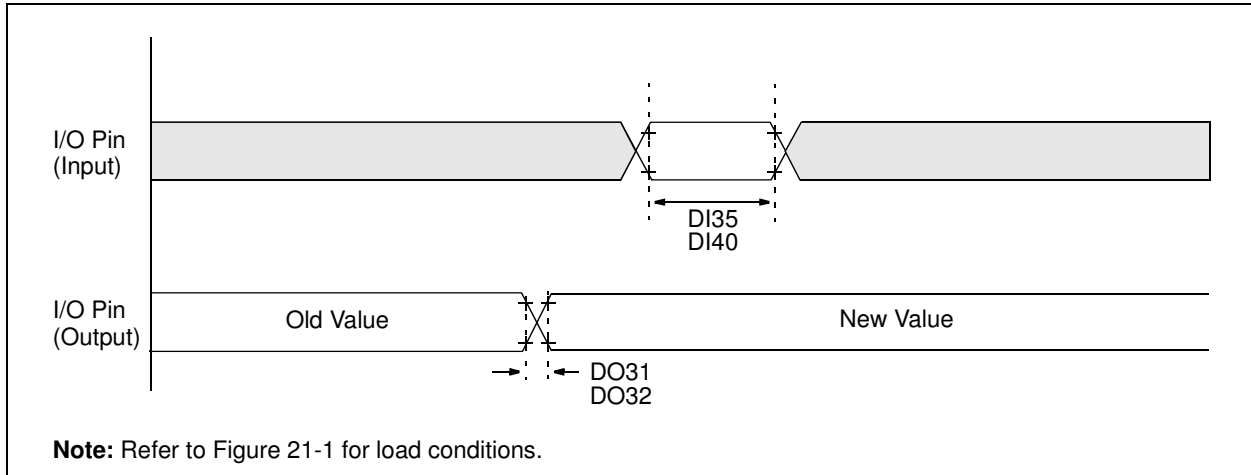 I/O Pin
(Input)
DI35
DI40
I/O Pin
(Output)
Old Value
New Value
DO31
DO32
Note: Refer to Figure 21-1 for load conditions.